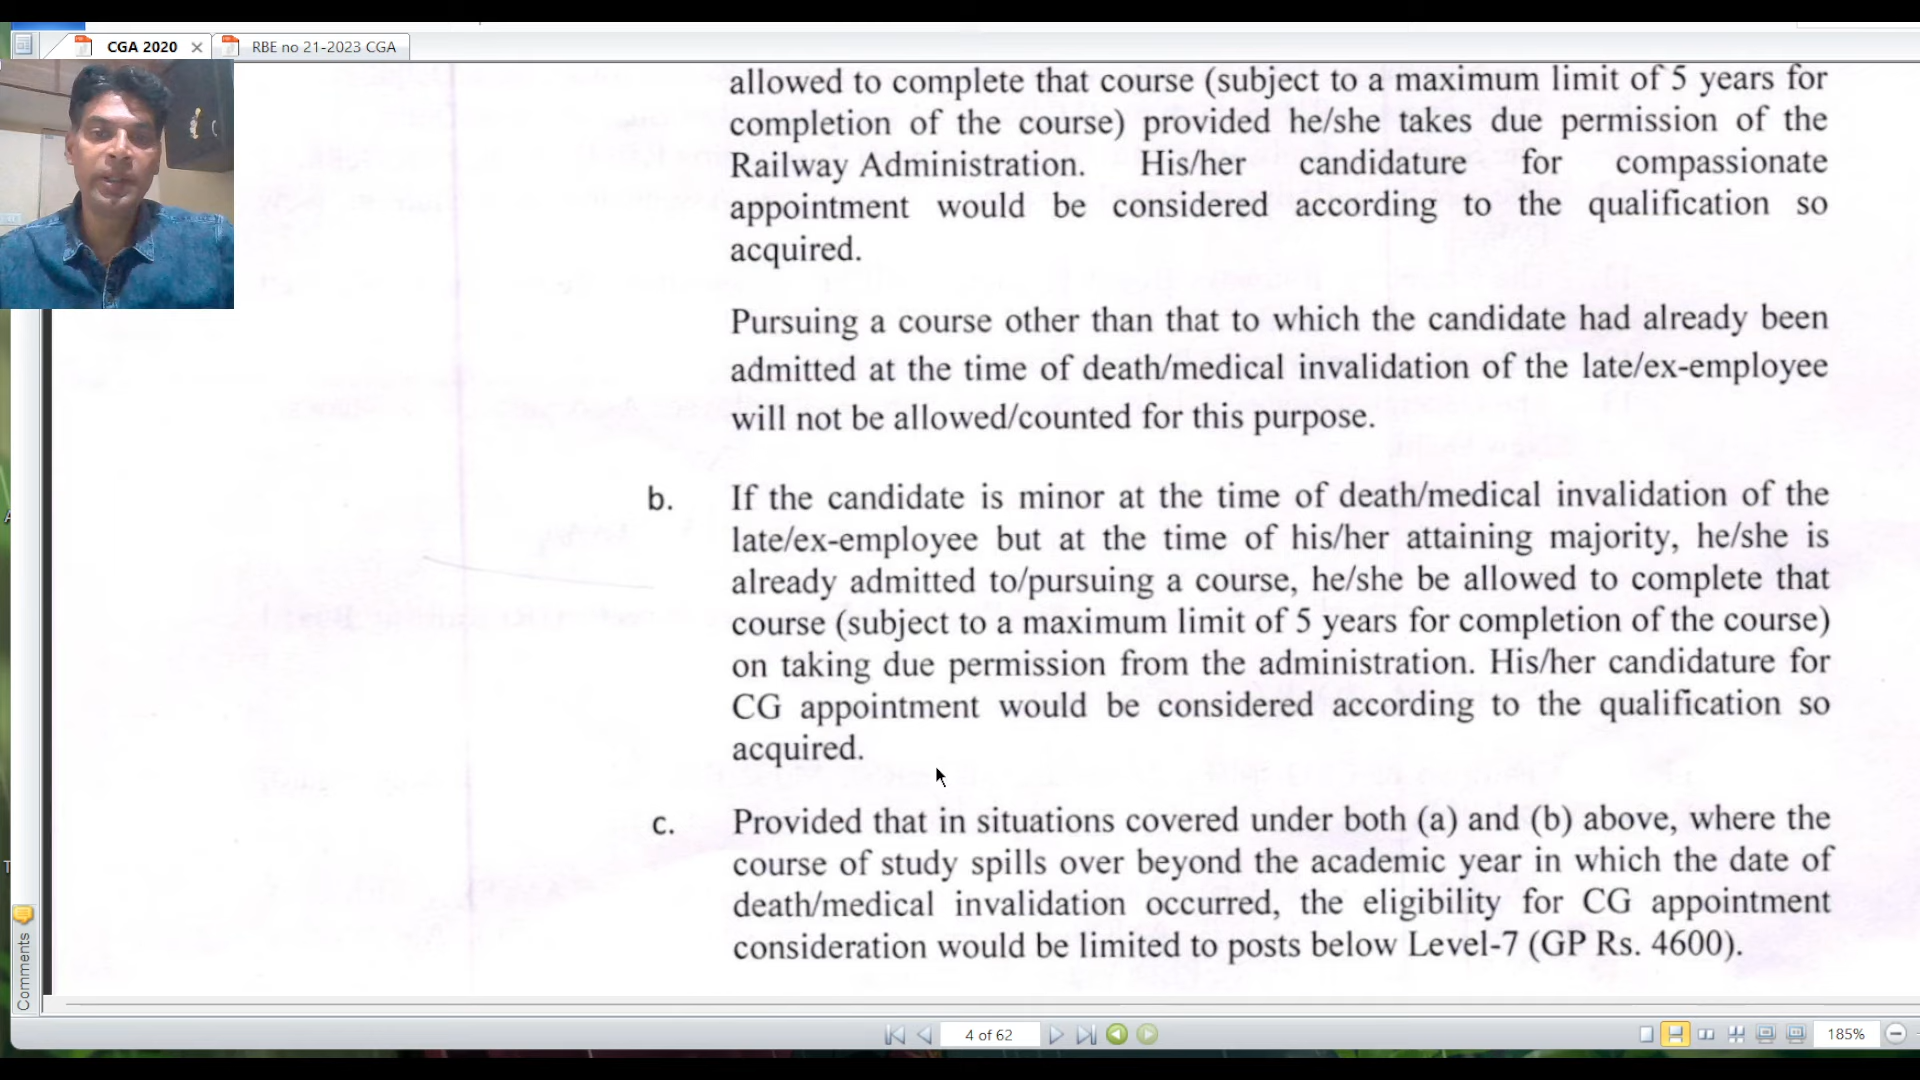 CGA 2020
RBE no 21-2023 CGA
allowed to complete that course (subject to a maximum limit of 5 years for
completion of the course) provided he/she takes due permission of the
Railway Administration. His/her candidature for compassionate
appointment would be considered according to the qualification so
acquired.
Pursuing a course other than that to which the candidate had already been
admitted at the time of death/medical invalidation of the late/ex-employee
will not be allowed/counted for this purpose.
b. If the candidate is minor at the time of death/medical invalidation of the
late/ex-employee but at the time of his/her attaining majority, he/she is
already admitted to/pursuing a course, he/she be allowed to complete that
course (subject to a maximum limit of 5 years for completion of the course)
on taking due permission from the administration. His/her candidature for
CG appointment would be considered according to the qualification so
acquired.
c. Provided that in situations covered under both (a) and (b) above, where the
course of study spills over beyond the academic year in which the date of
death/medical invalidation occurred, the eligibility for CG appointment
consideration would be limited to posts below Level-7 (GP Rs. 4600).
Comments
4 of 62
185%